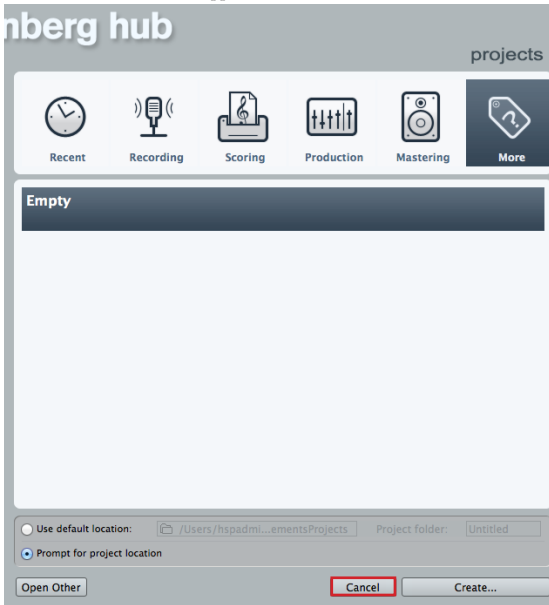 nberg hub
projects
Recent Recording Scoring Production Mastering More
Empty
Use default location: /Users/hspadmi...ementsProjects Project folder: Untitled
Prompt for project location
Open Other Cancel Create...